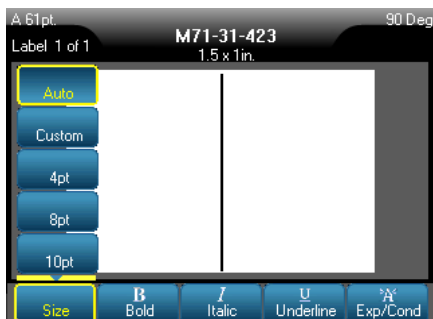 A 61pt.
90 Deg
M71-31-423
Label 1 of 1
1.5 x 1in.
Auto
Custom
4pt
8pt
10pt
Size
B
Bold
I
Italic
U
Underline
"A"
Exp/Cond